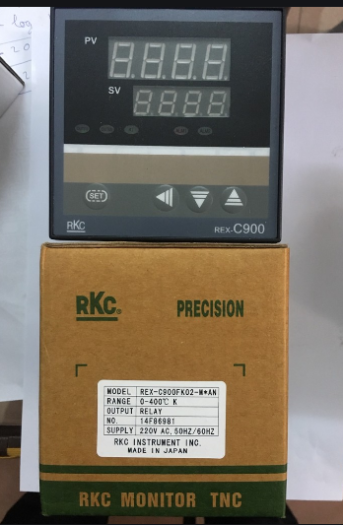 PV
8.8.8.8
SV
8.8.8.8
SET
RKC
REX-C900
RKC
PRECISION
MODEL REX-C900FK02-M*AN
RANGE 0-400℃ K
OUTPUT RELAY
NO. 14F86981
SUPPLY 220V AC, 50HZ/60HZ
RKC INSTRUMENT INC.
MADE IN JAPAN
RKC MONITOR TNC